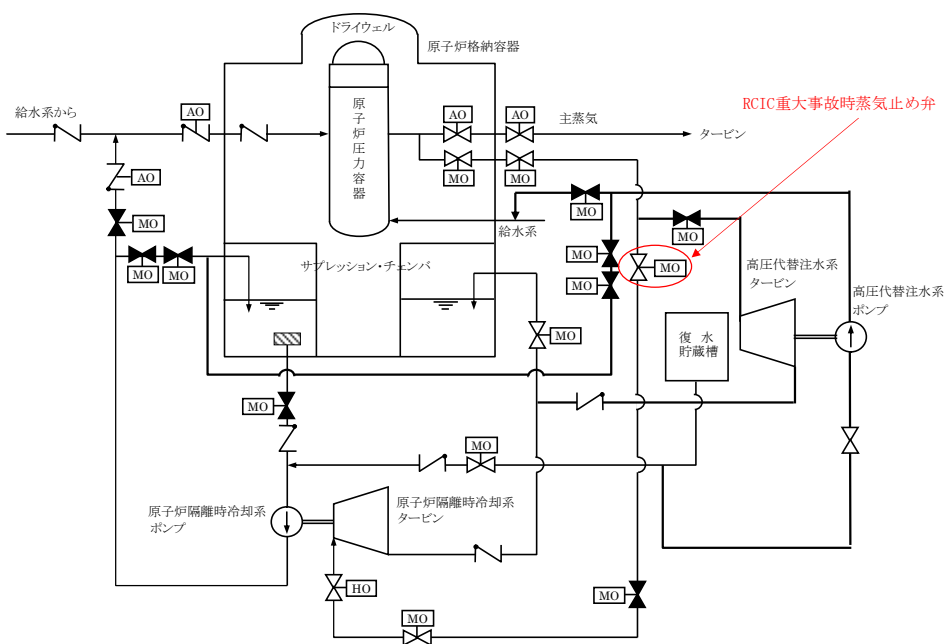 ドライウェル
原子炉格納容器
給水系から
AO
原子炉圧力容器
AO
AO
主蒸気
タービン
RCIC重大事故時蒸気止め弁
MO
MO
AO
MO
MO
給水系
MO
MO
MO
サプレッション・チェンバ
MO
MO
MO
高圧代替注水系
タービン
高圧代替注水系
ポンプ
MO
MO
復水
貯蔵槽
MO
MO
原子炉隔離時冷却系
ポンプ
原子炉隔離時冷却系
タービン
HO
MO
MO